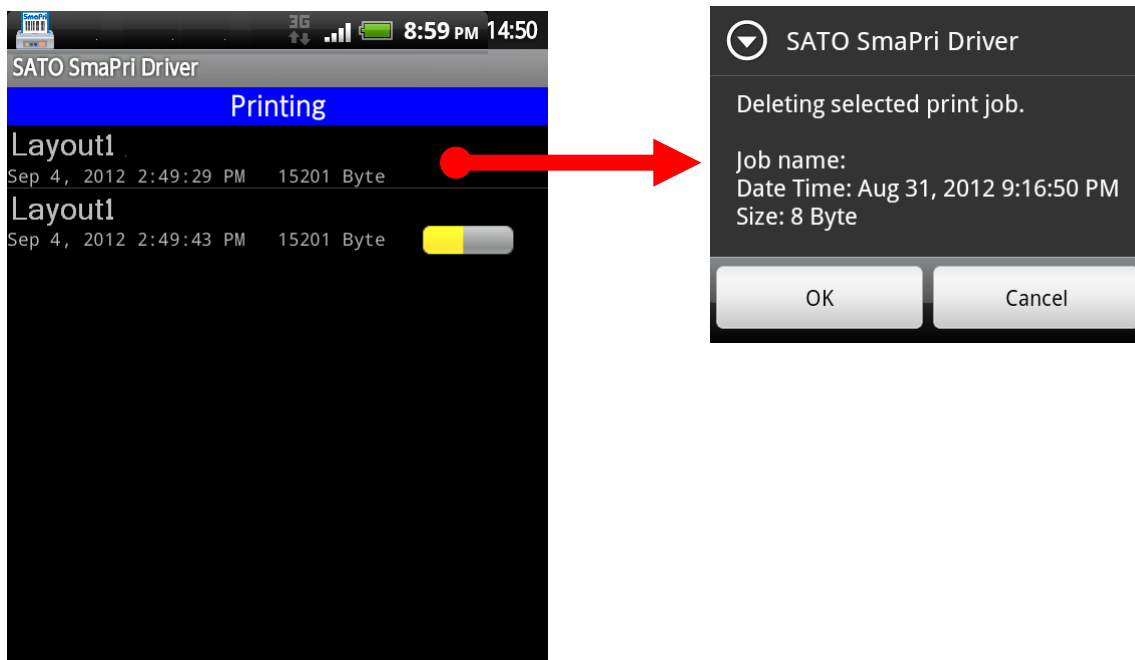 SmaPri
3G 8:59 PM 14:50
SATO SmaPri Driver
Printing
Layout1
Sep 4, 2012 2:49:29 PM 15201 Byte
Layout1
Sep 4, 2012 2:49:43 PM 15201 Byte
SATO SmaPri Driver
Deleting selected print job.
Job name:
Date Time: Aug 31, 2012 9:16:50 PM
Size: 8 Byte
OK Cancel